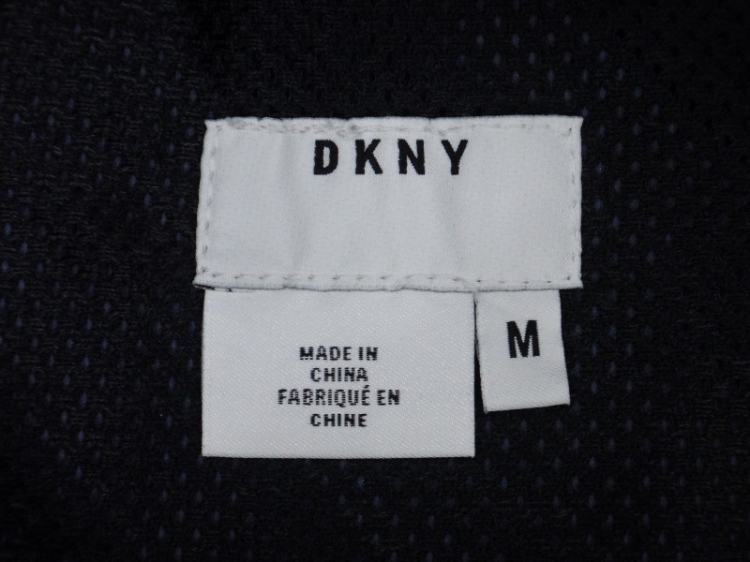 DKNY
M
MADE IN
CHINA
FABRIQUÉ EN
CHINE